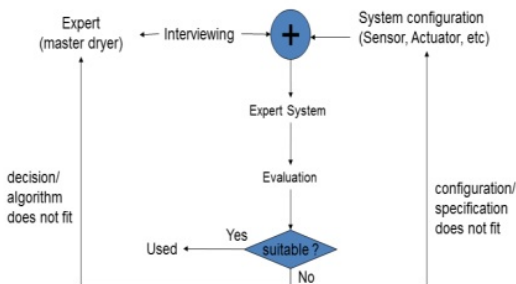 Expert
(master dryer)
Interviewing
+
System configuration
(Sensor, Actuator, etc)
Expert System
Evaluation
decision/
algorithm
does not fit
configuration/
specification
does not fit
Used
Yes
suitable ?
No